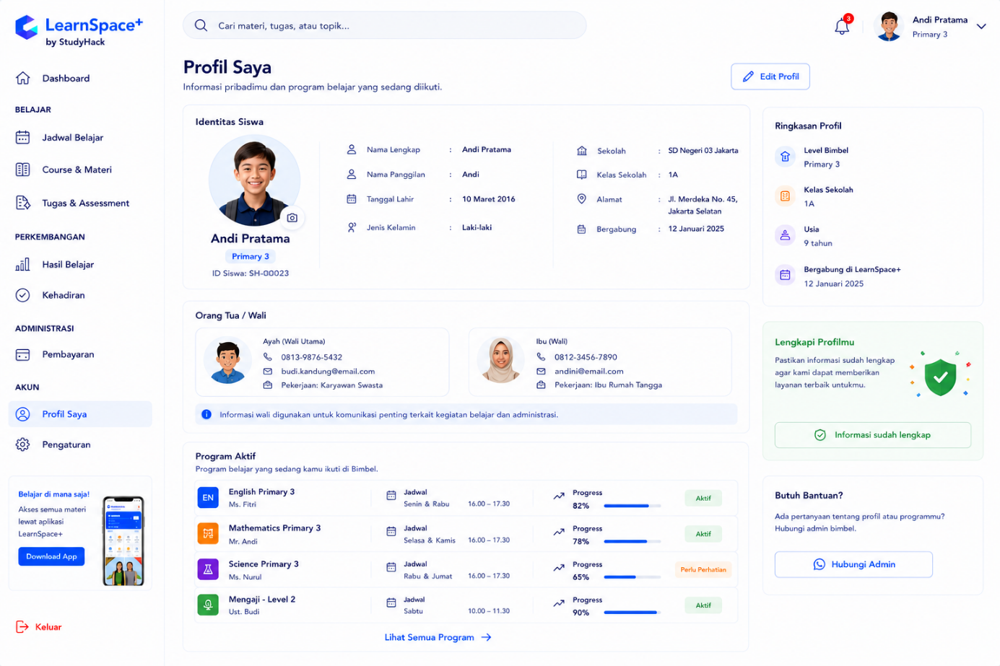 LearnSpace+
by StudyHack
Dashboard
BELAJAR
Jadwal Belajar
Course & Materi
Tugas & Assessment
PERKEMBANGAN
Hasil Belajar
Kehadiran
ADMINISTRASI
Pembayaran
AKUN
Profil Saya
Pengaturan
Belajar di mana saja!
Akses semua materi
lewat aplikasi
LearnSpace+
Download App
Keluar
Cari materi, tugas, atau topik...
3
Andi Pratama
Primary 3
Profil Saya
Informasi pribadimu dan program belajar yang sedang diikuti.
Edit Profil
Identitas Siswa
Andi Pratama
Primary 3
ID Siswa: SH-00023
Nama Lengkap : Andi Pratama
Nama Panggilan : Andi
Tanggal Lahir : 10 Maret 2016
Jenis Kelamin : Laki-laki
Sekolah : SD Negeri 03 Jakarta
Kelas Sekolah : 1A
Alamat : Jl. Merdeka No. 45,
Jakarta Selatan
Bergabung : 12 Januari 2025
Orang Tua / Wali
Ayah (Wali Utama)
0813-9876-5432
budi.kandung@email.com
Pekerjaan: Karyawan Swasta
Ibu (Wali)
0812-3456-7890
andini@email.com
Pekerjaan: Ibu Rumah Tangga
Informasi wali digunakan untuk komunikasi penting terkait kegiatan belajar dan administrasi.
Program Aktif
Program belajar yang sedang kamu ikuti di Bimbel.
EN
English Primary 3
Ms. Fitri
Jadwal
Senin & Rabu 16.00 – 17.30
Progress
82%
Aktif
Mathematics Primary 3
Mr. Andi
Jadwal
Selasa & Kamis 16.00 – 17.30
Progress
78%
Aktif
Science Primary 3
Ms. Nurul
Jadwal
Rabu & Jumat 16.00 – 17.30
Progress
65%
Perlu Perhatian
Mengaji - Level 2
Ust. Budi
Jadwal
Sabtu 10.00 – 11.30
Progress
90%
Aktif
Lihat Semua Program
Ringkasan Profil
Level Bimbel
Primary 3
Kelas Sekolah
1A
Usia
9 tahun
Bergabung di LearnSpace+
12 Januari 2025
Lengkapi Profilmu
Pastikan informasi sudah lengkap
agar kami dapat memberikan
layanan terbaik untukmu.
Informasi sudah lengkap
Butuh Bantuan?
Ada pertanyaan tentang profil atau programmu?
Hubungi admin bimbel.
Hubungi Admin